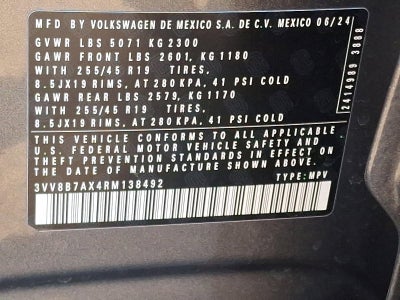 MFD BY VOLKSWAGEN DE MEXICO S.A. DE C.V. MEXICO 06/24
GVWR LBS 5071 KG 2300
GAWR FRONT LBS 2601, KG 1180
WITH 255/45 R19 TIRES,
8.5JX19 RIMS, AT 280 KPA, 41 PSI COLD
GAWR REAR LBS 2579, KG 1170
WITH 255/45 R19 TIRES,
8.5JX19 RIMS, AT 280 KPA, 41 PSI COLD
THIS VEHICLE CONFORMS TO ALL APPLICABLE
U.S. FEDERAL MOTOR VEHICLE SAFETY AND
THEFT PREVENTION STANDARDS IN EFFECT ON
THE DATE OF MANUFACTURE SHOWN ABOVE.
3VV8B7AX4RM138492 TYPE: MPV
2414989 3888